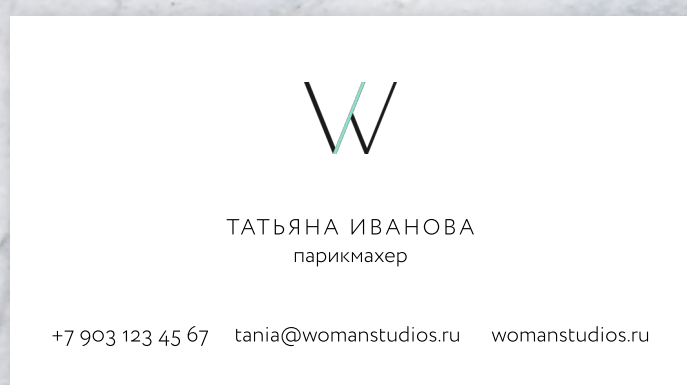 W
ТАТЬЯНА ИВАНОВА
парикмахер
+7 903 123 45 67 tania@womanstudios.ru womanstudios.ru